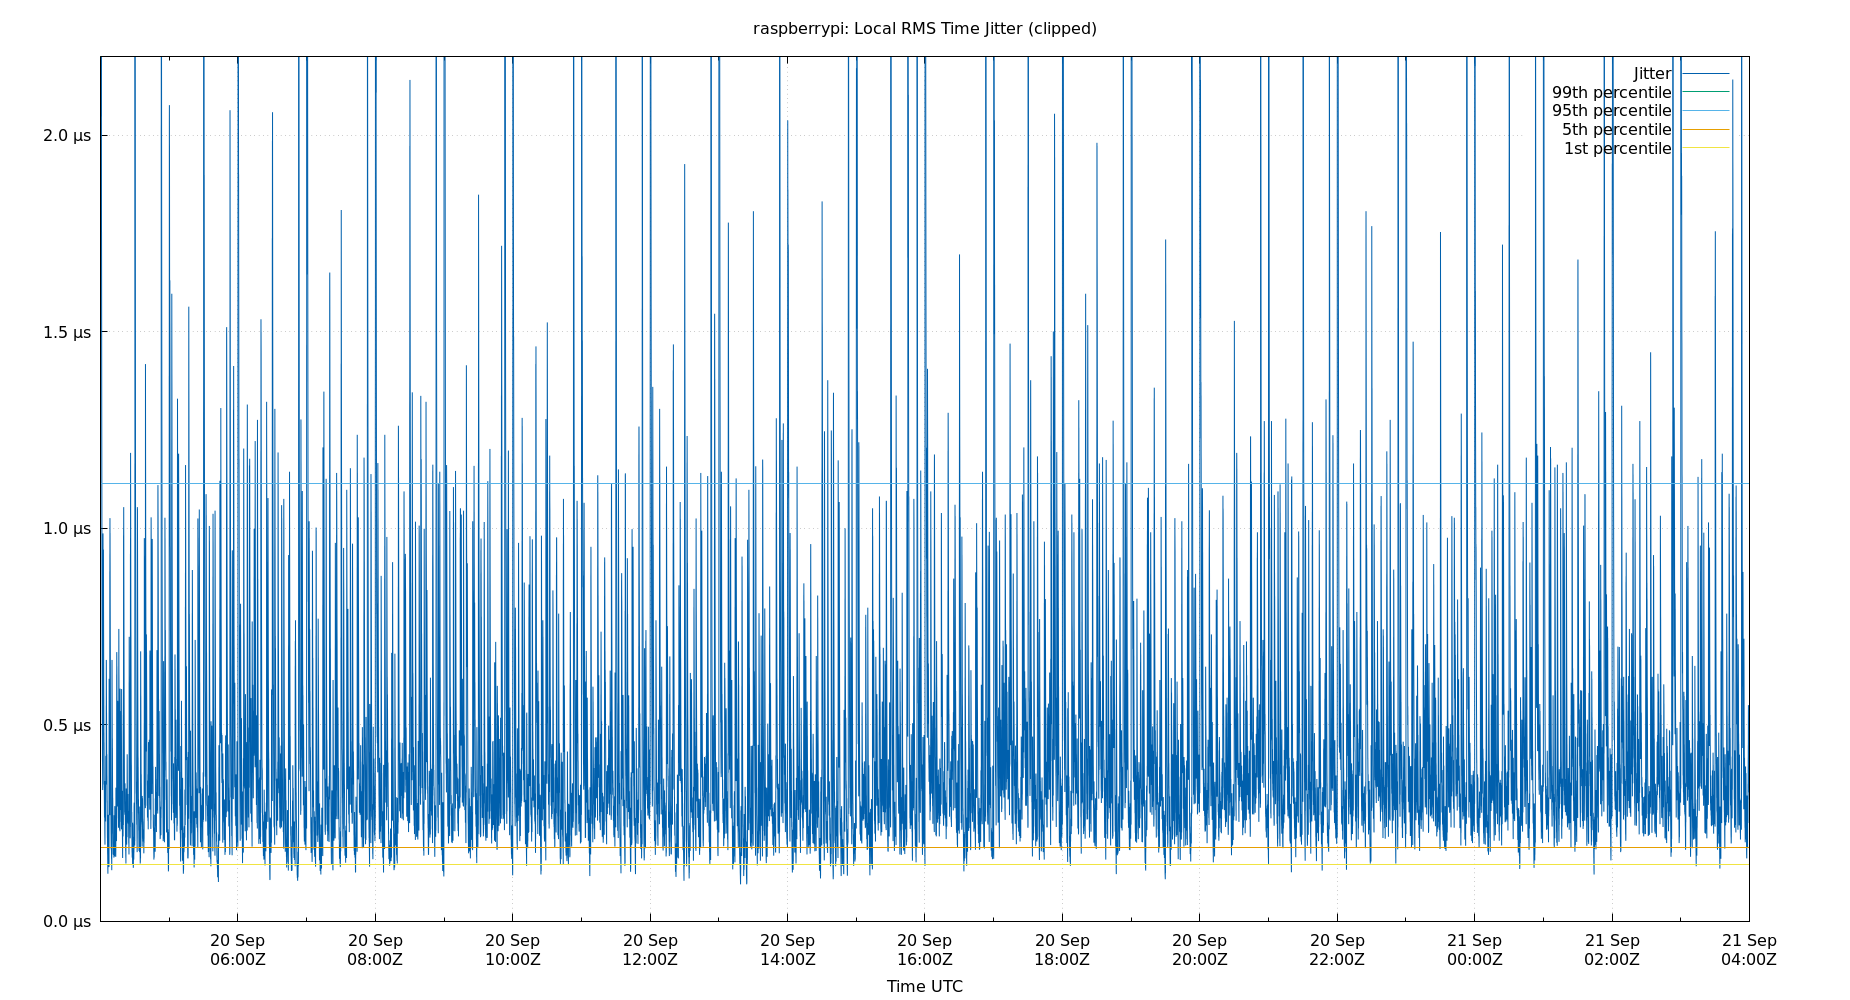 raspberrypi: Local RMS Time Jitter (clipped)
Jitter
99th percentile
95th percentile
5th percentile
1st percentile
2.0 µs
1.5 µs
1.0 µs
0.5 µs
0.0 µs
20 Sep 20 Sep 20 Sep 20 Sep 20 Sep 20 Sep 20 Sep 20 Sep 20 Sep 21 Sep 21 Sep 21 Sep
06:00Z 08:00Z 10:00Z 12:00Z 14:00Z 16:00Z 18:00Z 20:00Z 22:00Z 00:00Z 02:00Z 04:00Z
Time UTC